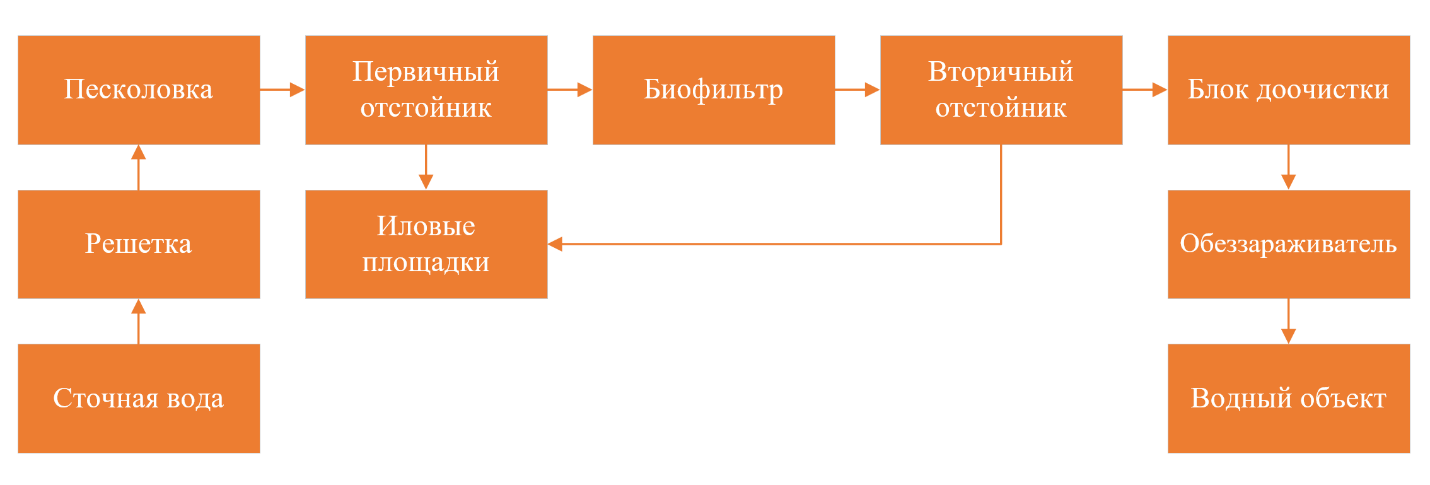 Песколовка
Первичный
отстойник
Биофильтр
Вторичный
отстойник
Блок доочистки
Решетка
Иловые
площадки
Обеззараживатель
Сточная вода
Водный объект